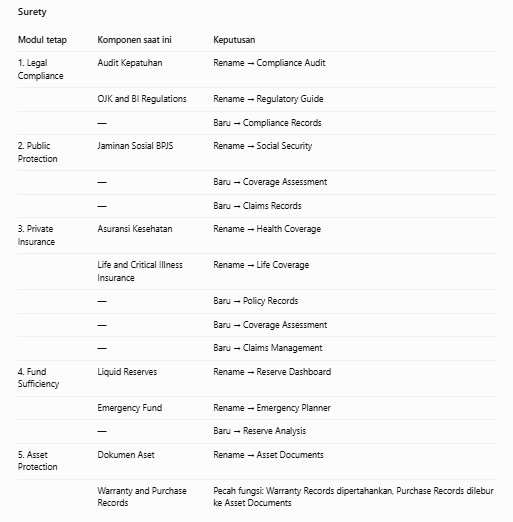 Surety
Modul tetap Komponen saat ini Keputusan
1. Legal Compliance Audit Kepatuhan Rename → Compliance Audit
OJK and BI Regulations Rename → Regulatory Guide
— Baru → Compliance Records
2. Public Protection Jaminan Sosial BPJS Rename → Social Security
— Baru → Coverage Assessment
— Baru → Claims Records
3. Private Insurance Asuransi Kesehatan Rename → Health Coverage
Life and Critical Illness Insurance Rename → Life Coverage
— Baru → Policy Records
— Baru → Coverage Assessment
— Baru → Claims Management
4. Fund Sufficiency Liquid Reserves Rename → Reserve Dashboard
Emergency Fund Rename → Emergency Planner
— Baru → Reserve Analysis
5. Asset Protection Dokumen Aset Rename → Asset Documents
Warranty and Purchase Records Pecah fungsi: Warranty Records dipertahankan, Purchase Records dilebur ke Asset Documents